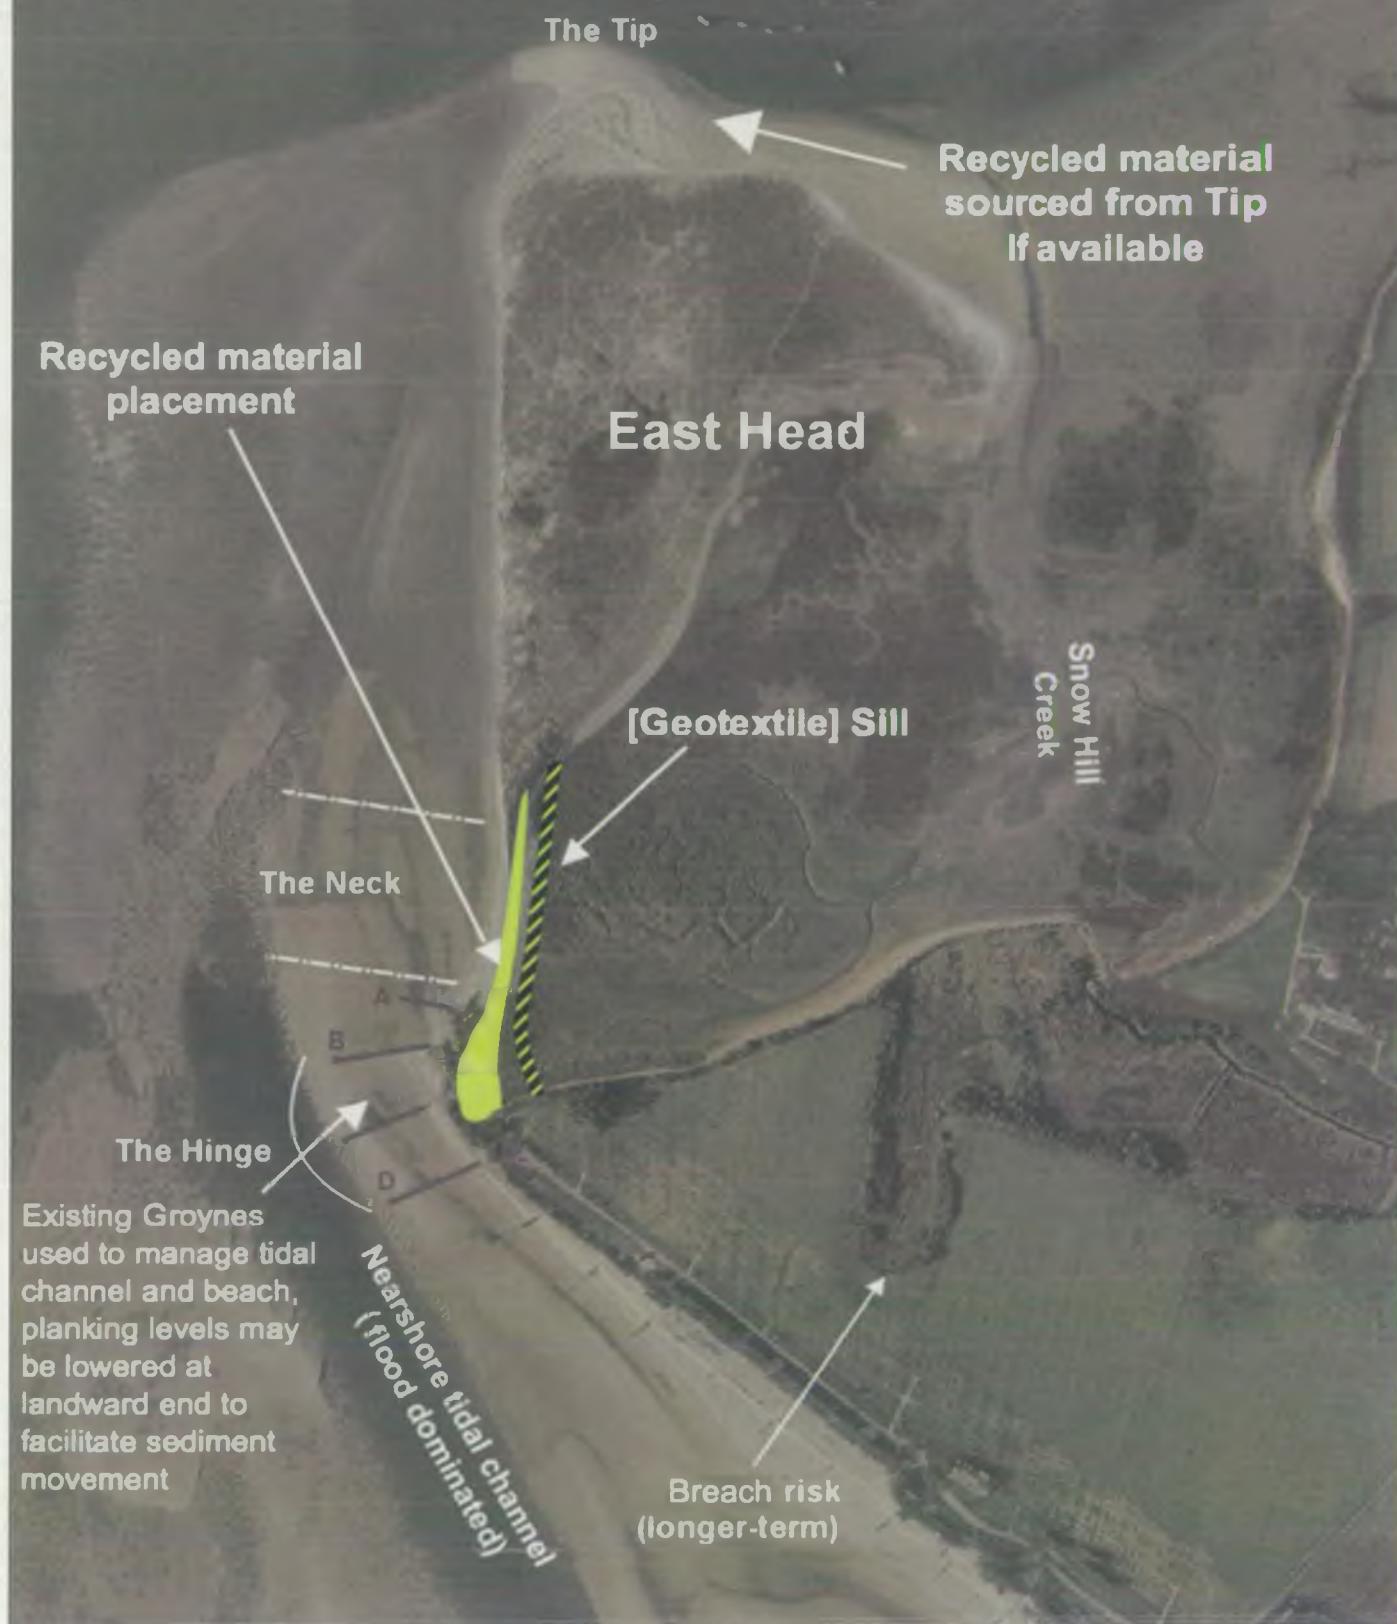 The Tip
Recycled material
sourced from Tip
If available
Recycled material
placement
East Head
Snow Hill
Creek
[Geotextile] Sill
The Neck
A
B
The Hinge
D
Existing Groynes
used to manage tidal
channel and beach,
planking levels may
be lowered at
landward end to
facilitate sediment
movement
Nearshore tidal channel
(flood dominated)
Breach risk
(longer-term)